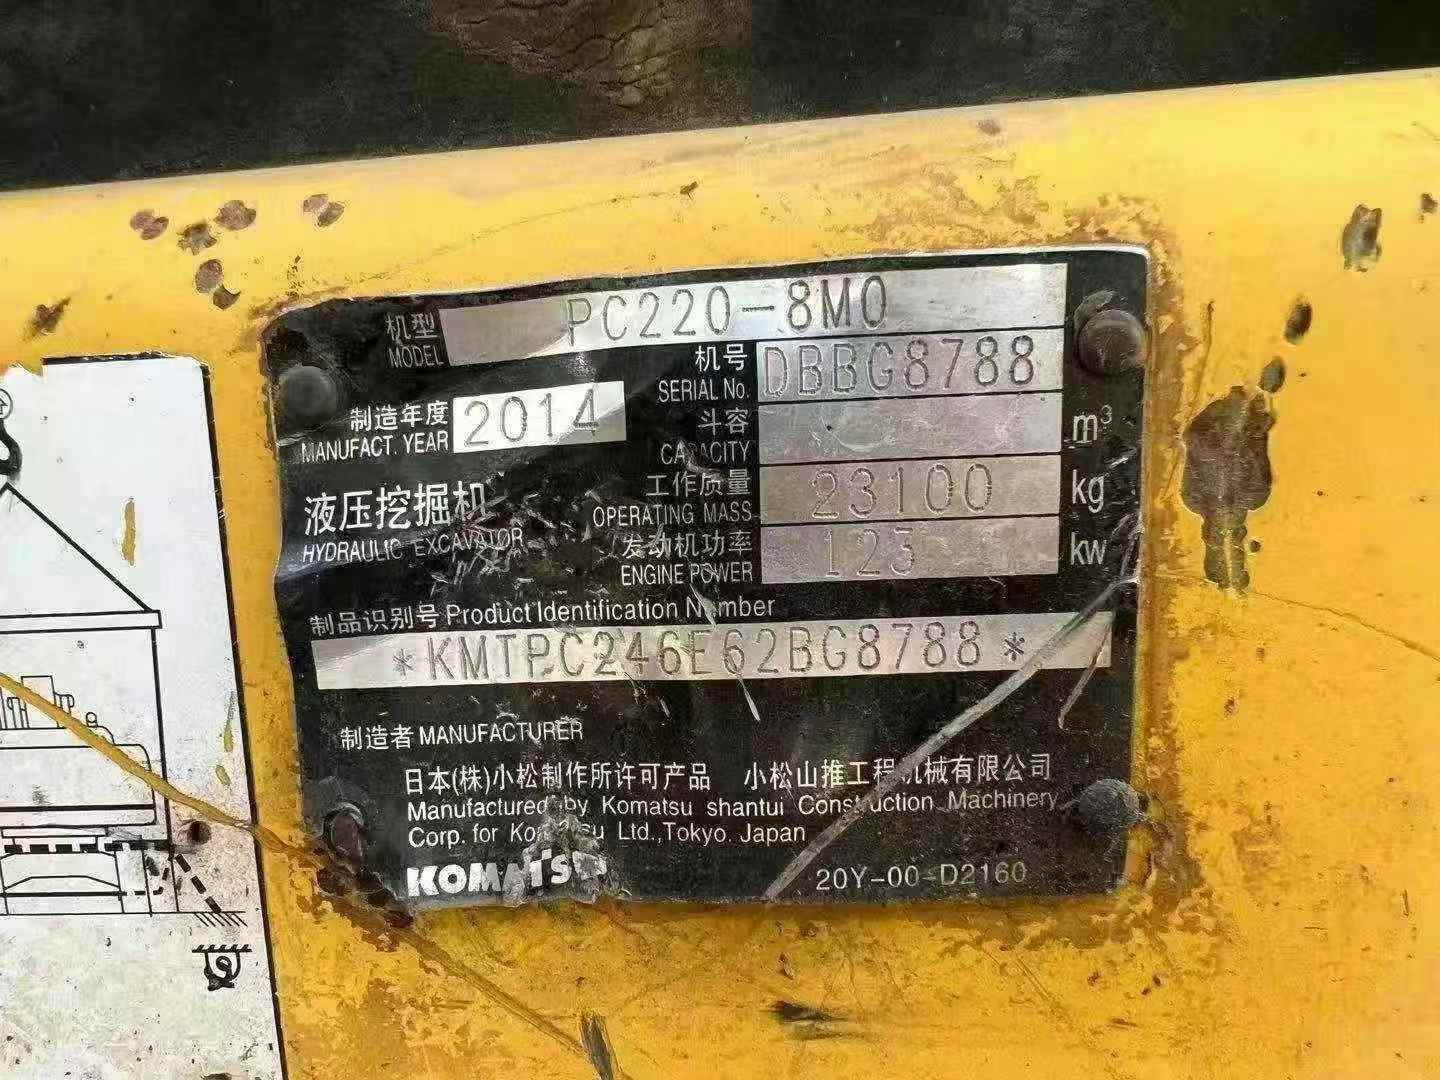 机型 PC220-8M0
MODEL
机号 DBBG8788
SERIAL No.
制造年度 2014
MANUFACT. YEAR
斗容 m³
CAPACITY
液压挖掘机
HYDRAULIC EXCAVATOR
工作质量 23100 kg
OPERATING MASS
发动机功率 123 kw
ENGINE POWER
制品识别号 Product Identification Number
*KMTPC246E62BG8788*
制造者 MANUFACTURER
日本(株)小松制作所许可产品 小松山推工程机械有限公司
Manufactured by Komatsu shantui Construction Machinery
Corp. for Komatsu Ltd.,Tokyo. Japan
KOMATSU
20Y-00-D2160